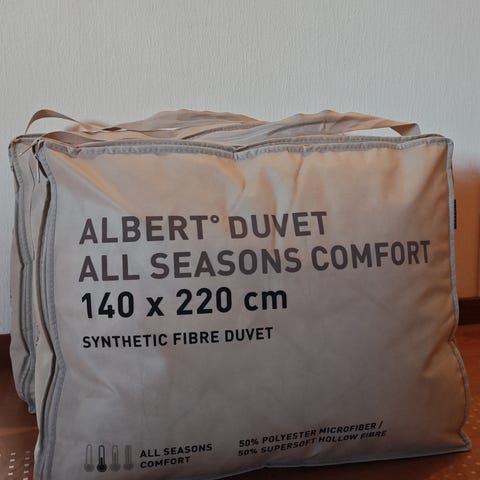 ALBERT° DUVET
ALL SEASONS COMFORT
140 x 220 cm
SYNTHETIC FIBRE DUVET
ALL SEASONS
COMFORT
50% POLYESTER MICROFIBER /
50% SUPERSOFT HOLLOW FIBRE